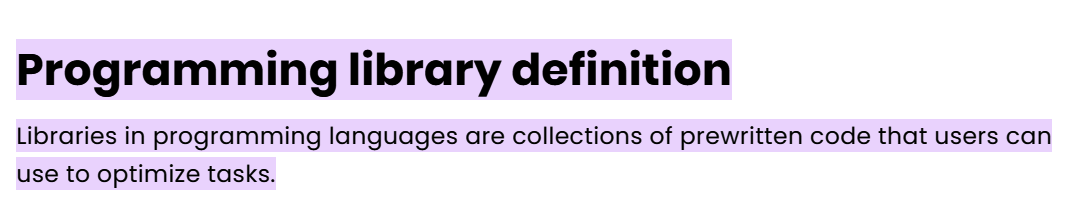 Programming library definition
Libraries in programming languages are collections of prewritten code that users can
use to optimize tasks.